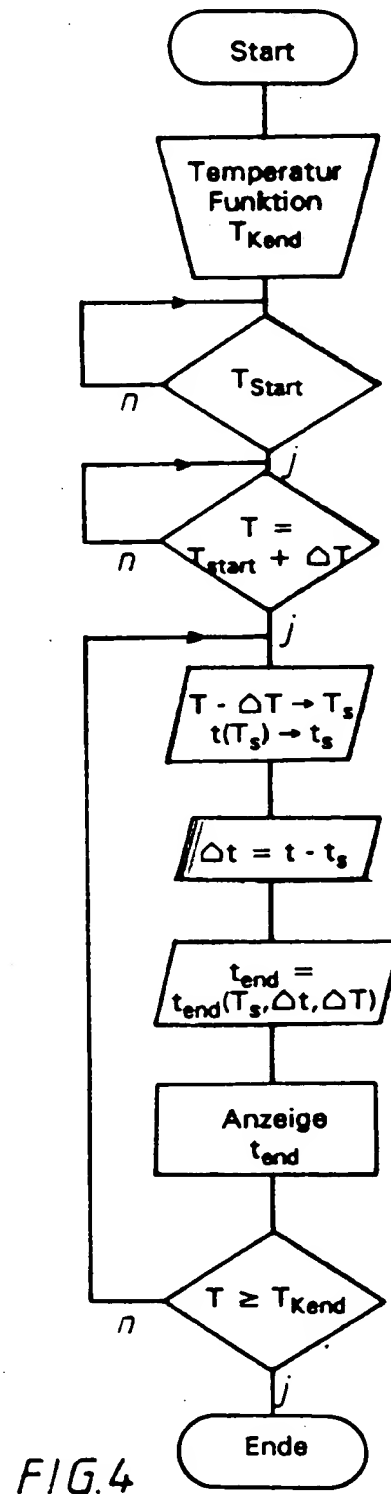 Start
Temperatur
Funktion
T_Kend
n
T_Start
j
n
T =
T_start + ΔT
j
T - ΔT → T_s
t(T_s) → t_s
Δt = t - t_s
t_end =
t_end(T_s, Δt, ΔT)
Anzeige
t_end
T ≥ T_Kend
n
j
Ende
FIG.4